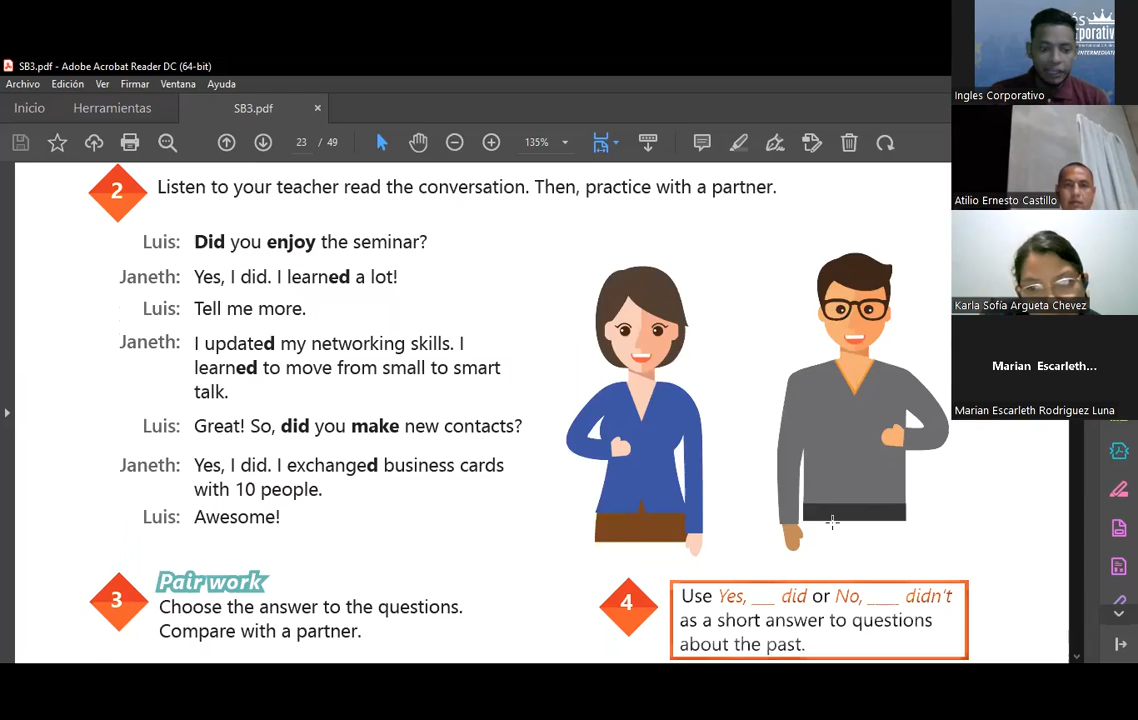 SB3.pdf - Adobe Acrobat Reader DC (64-bit)
Archivo Edición Ver Firmar Ventana Ayuda
Inicio Herramientas SB3.pdf ×
23 / 49 135%
2 Listen to your teacher read the conversation. Then, practice with a partner.
Luis: Did you enjoy the seminar?
Janeth: Yes, I did. I learned a lot!
Luis: Tell me more.
Janeth: I updated my networking skills. I
learned to move from small to smart
talk.
Luis: Great! So, did you make new contacts?
Janeth: Yes, I did. I exchanged business cards
with 10 people.
Luis: Awesome!
3 Pair work
Choose the answer to the questions.
Compare with a partner.
4 Use Yes, ___ did or No, ____ didn't
as a short answer to questions
about the past.
Ingles Corporativo
Atilio Ernesto Castillo
Karla Sofía Argueta Chevez
Marian Escarleth...
Marian Escarleth Rodriguez Luna